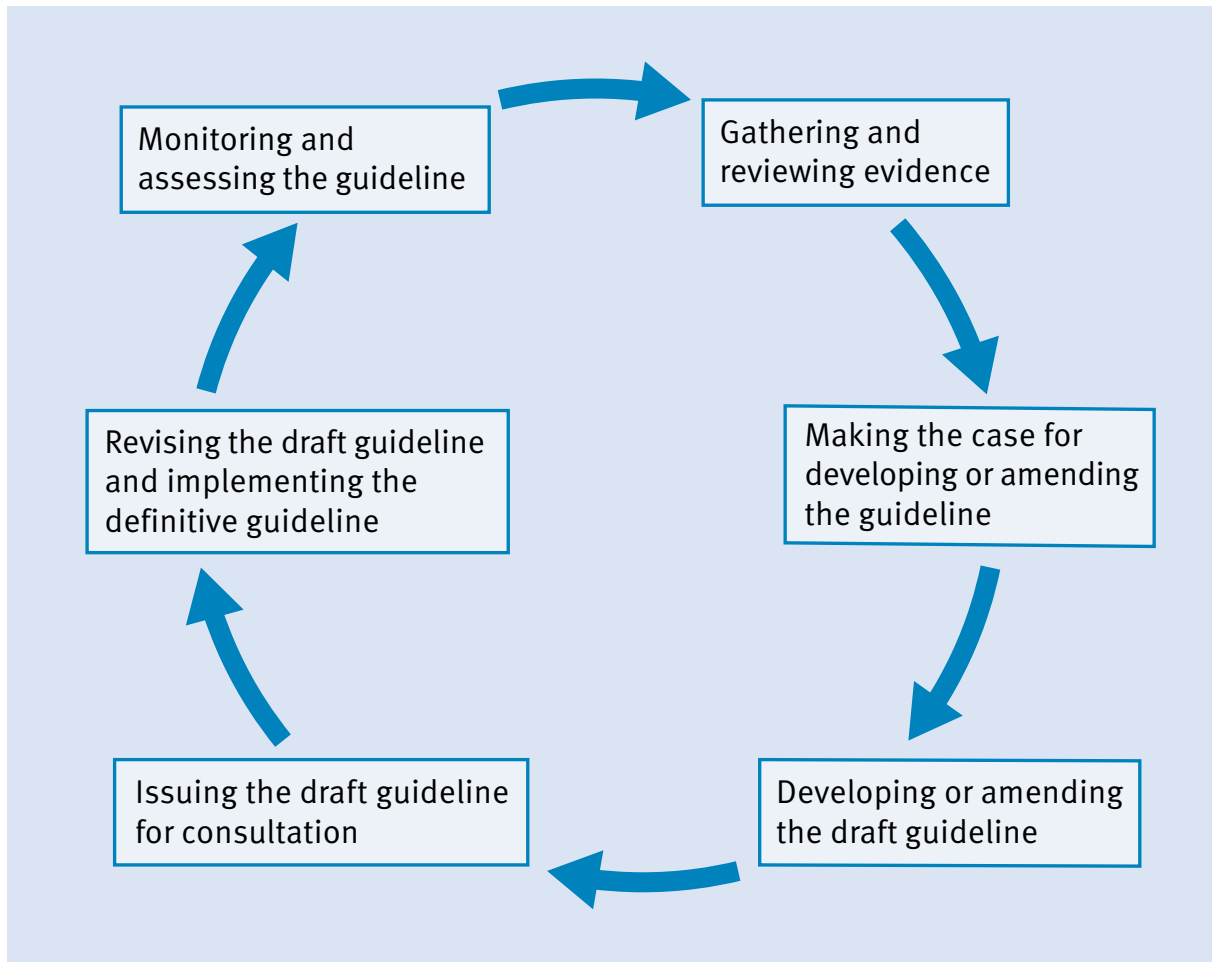 Monitoring and
assessing the guideline
Gathering and
reviewing evidence
Making the case for
developing or amending
the guideline
Developing or amending
the draft guideline
Issuing the draft guideline
for consultation
Revising the draft guideline
and implementing the
definitive guideline